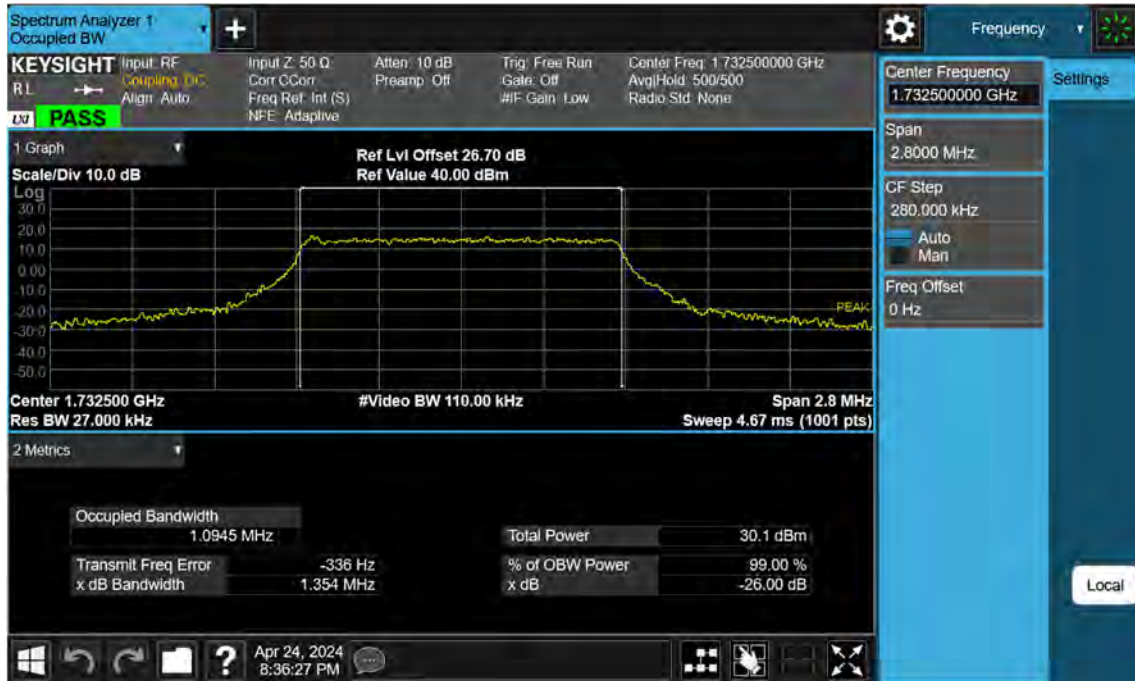 Spectrum Analyzer 1
Occupied BW
+
Frequency
KEYSIGHT
RL
LXI
PASS
Input: RF
Coupling: DC
Align: Auto
Input Z: 50 Ω
Corr CCorr
Freq Ref: Int (S)
NFE: Adaptive
Atten: 10 dB
Preamp: Off
Trig: Free Run
Gate: Off
#IF Gain: Low
Center Freq: 1.732500000 GHz
Avg|Hold: 500/500
Radio Std: None
Center Frequency
1.732500000 GHz
Settings
Span
2.8000 MHz
CF Step
280.000 kHz
Auto
Man
Freq Offset
0 Hz
1 Graph
Scale/Div 10.0 dB
Ref Lvl Offset 26.70 dB
Ref Value 40.00 dBm
Log
30.0
20.0
10.0
0.00
-10.0
-20.0
-30.0
-40.0
-50.0
PEAK
Center 1.732500 GHz
#Video BW 110.00 kHz
Span 2.8 MHz
Res BW 27.000 kHz
Sweep 4.67 ms (1001 pts)
2 Metrics
Occupied Bandwidth
1.0945 MHz
Total Power 30.1 dBm
Transmit Freq Error -336 Hz
% of OBW Power 99.00 %
x dB Bandwidth 1.354 MHz
x dB -26.00 dB
Local
?
Apr 24, 2024
8:36:27 PM